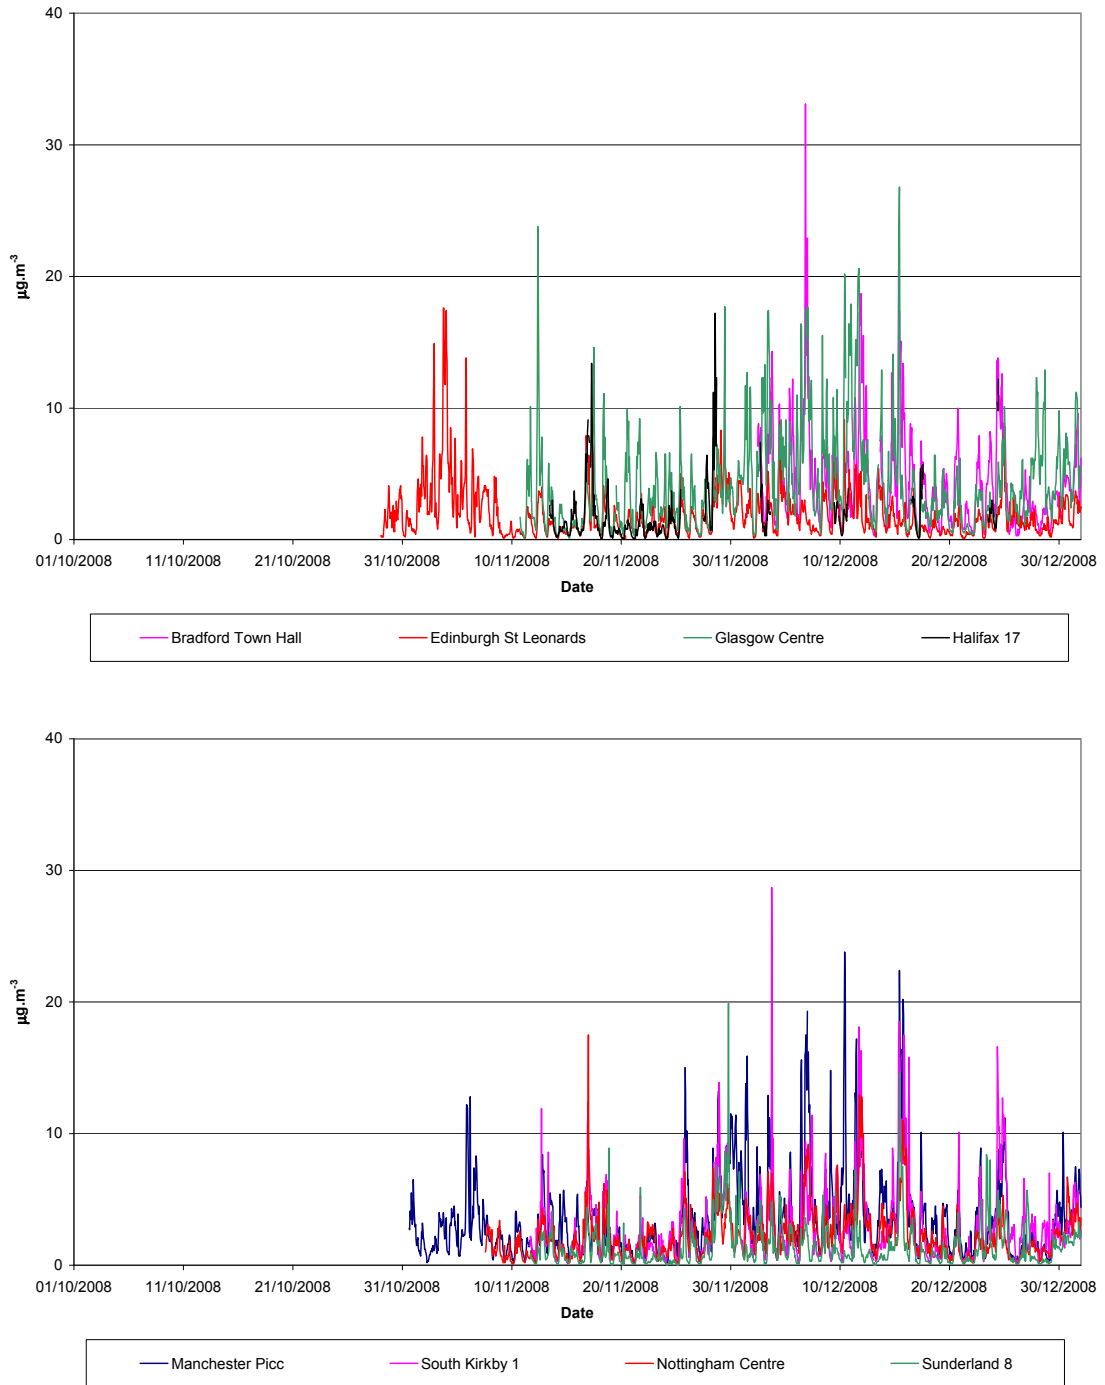 40
30
20
10
0
µg.m-3
01/10/2008 11/10/2008 21/10/2008 31/10/2008 10/11/2008 20/11/2008 30/11/2008 10/12/2008 20/12/2008 30/12/2008
Date
Bradford Town Hall Edinburgh St Leonards Glasgow Centre Halifax 17
40
30
20
10
0
µg.m-3
01/10/2008 11/10/2008 21/10/2008 31/10/2008 10/11/2008 20/11/2008 30/11/2008 10/12/2008 20/12/2008 30/12/2008
Date
Manchester Picc South Kirkby 1 Nottingham Centre Sunderland 8